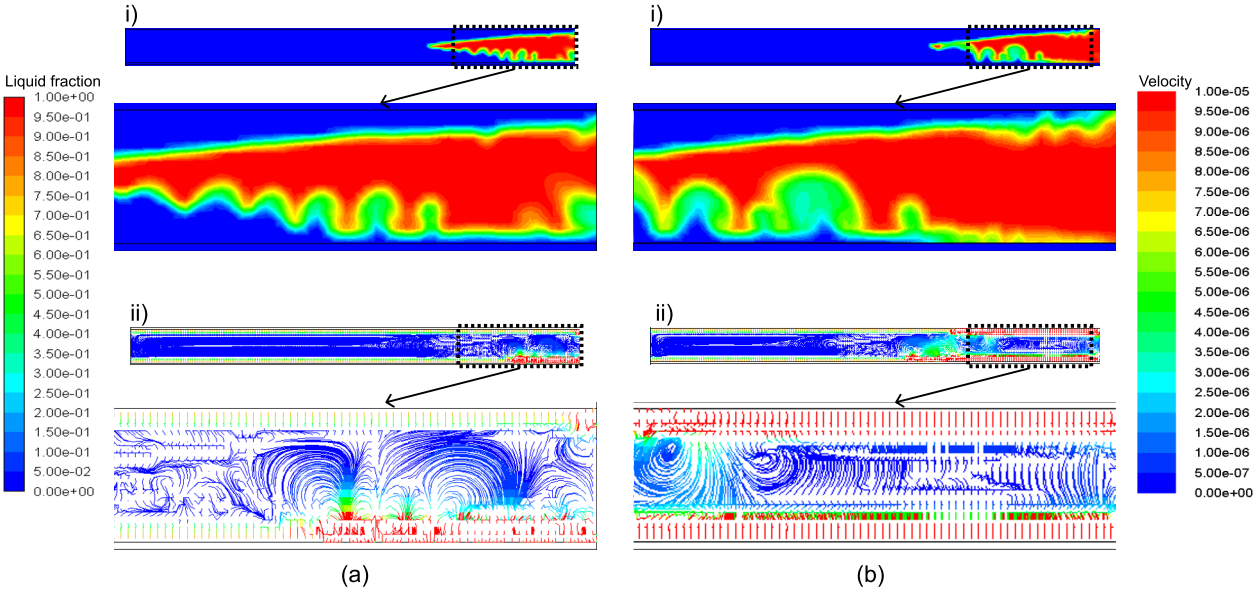 i)
i)
Liquid fraction
1.00e+00
9.50e-01
9.00e-01
8.50e-01
8.00e-01
7.50e-01
7.00e-01
6.50e-01
6.00e-01
5.50e-01
5.00e-01
4.50e-01
4.00e-01
3.50e-01
3.00e-01
2.50e-01
2.00e-01
1.50e-01
1.00e-01
5.00e-02
0.00e+00
Velocity
1.00e-05
9.50e-06
9.00e-06
8.50e-06
8.00e-06
7.50e-06
7.00e-06
6.50e-06
6.00e-06
5.50e-06
5.00e-06
4.50e-06
4.00e-06
3.50e-06
3.00e-06
2.50e-06
2.00e-06
1.50e-06
1.00e-06
5.00e-07
0.00e+00
ii)
ii)
(a)
(b)